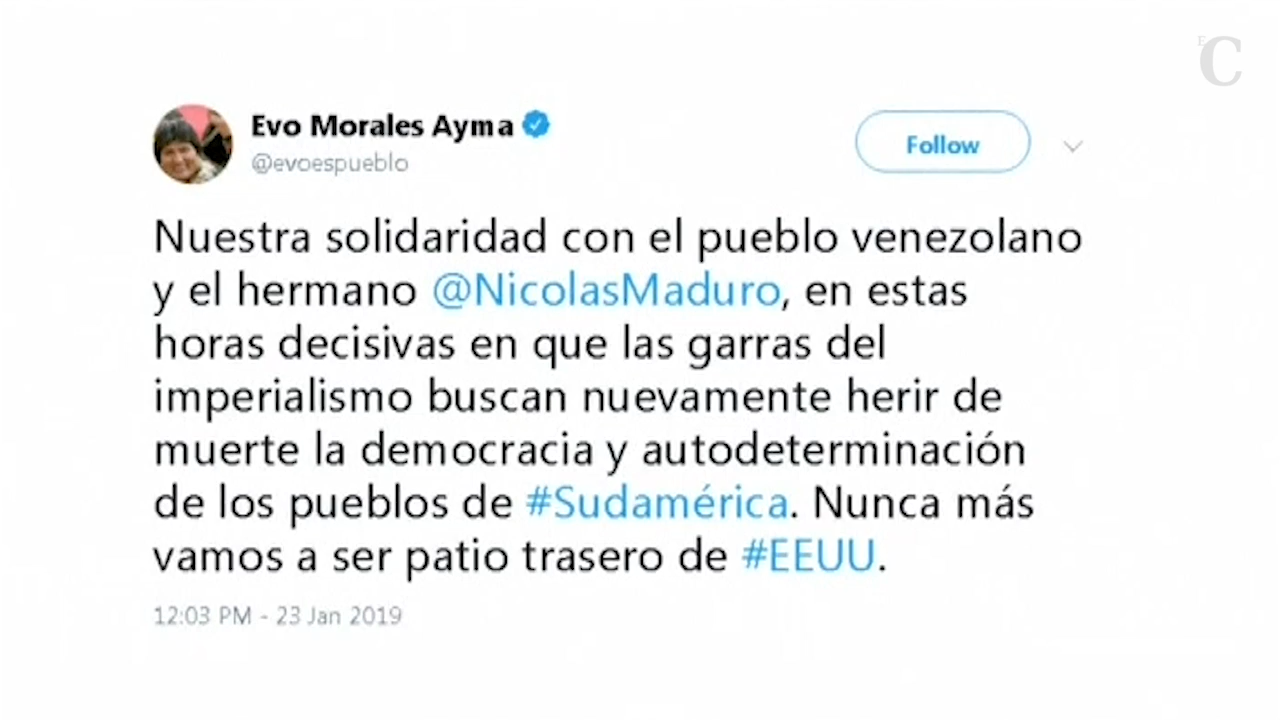 E C
Evo Morales Ayma
@evoespueblo
Follow
Nuestra solidaridad con el pueblo venezolano
y el hermano @NicolasMaduro, en estas
horas decisivas en que las garras del
imperialismo buscan nuevamente herir de
muerte la democracia y autodeterminación
de los pueblos de #Sudamérica. Nunca más
vamos a ser patio trasero de #EEUU.
12:03 PM - 23 Jan 2019